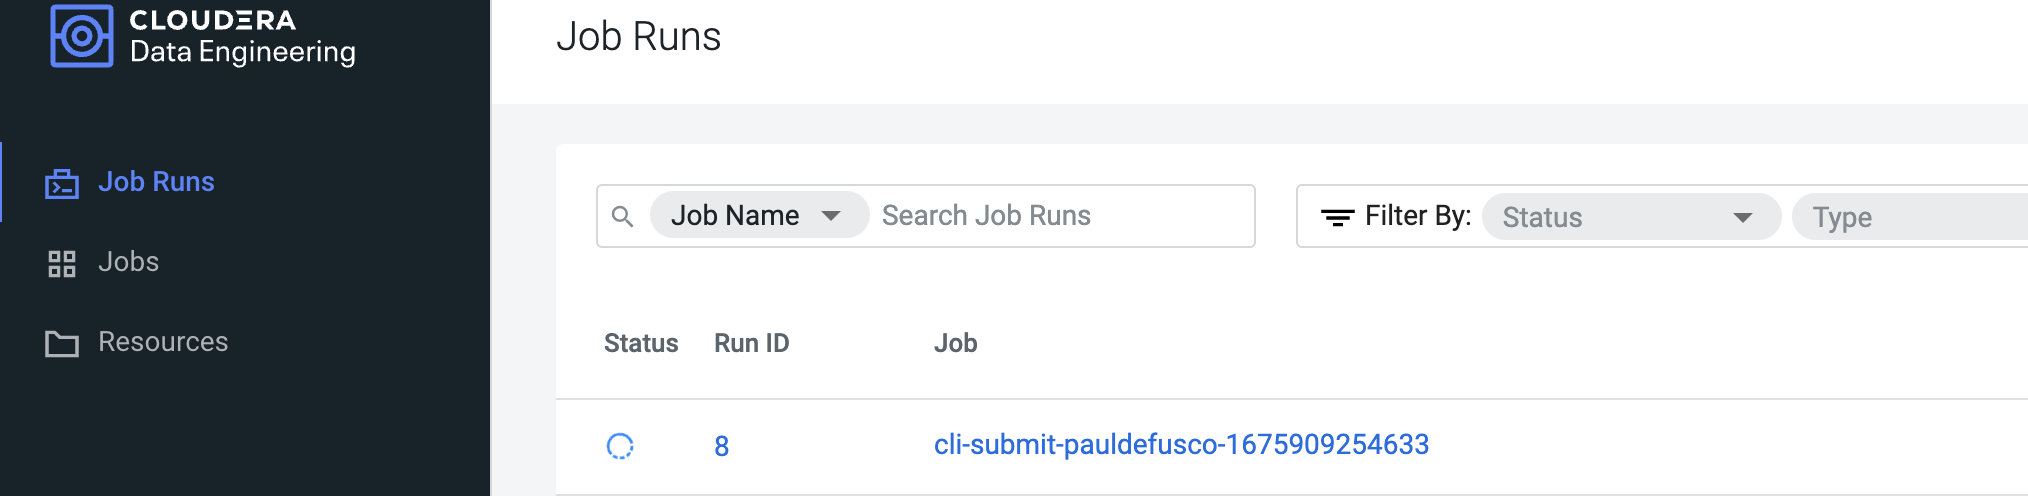 CLOUDERA
Data Engineering
Job Runs
Jobs
Resources
Job Runs
Job Name Search Job Runs
Filter By: Status Type
Status Run ID Job
8 cli-submit-pauldefusco-1675909254633